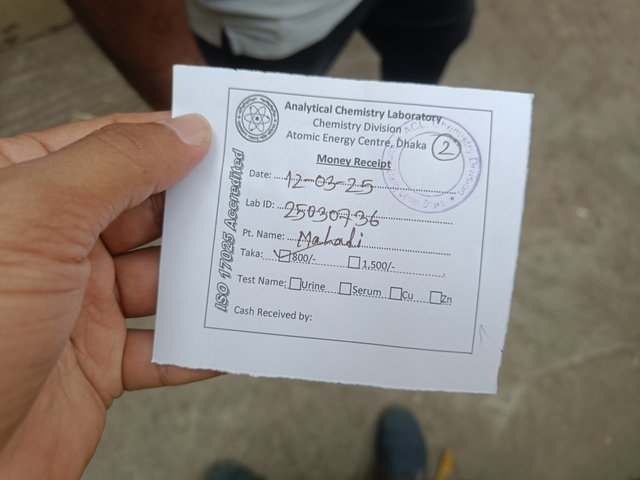 Analytical Chemistry Laboratory
Chemistry Division
Atomic Energy Centre, Dhaka
2
Money Receipt
Date: 12-03-25
Lab ID: 25030736
Pt. Name: Mahadi
Taka: 800/- 1,500/-
Test Name: Urine Serum Cu Zn
Cash Received by:
ISO 17025 Accredited